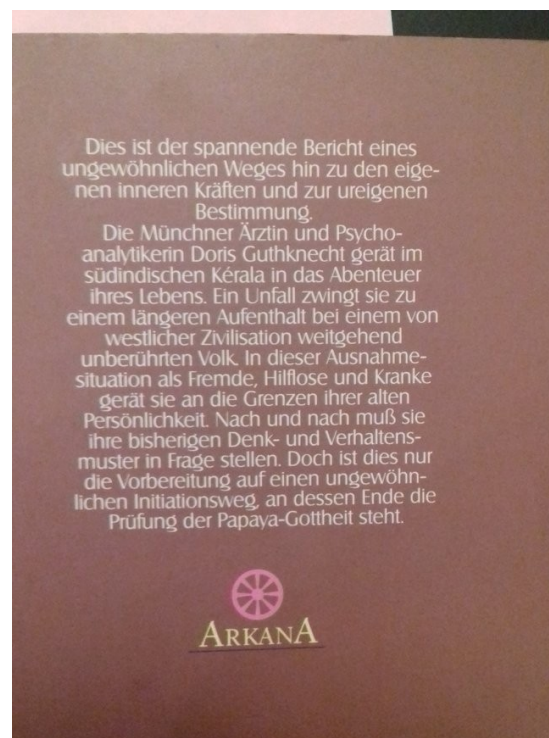 Dies ist der spannende Bericht eines
ungewöhnlichen Weges hin zu den eige-
nen inneren Kräften und zur ureigenen
Bestimmung.
Die Münchner Ärztin und Psycho-
analytikerin Doris Guthknecht gerät im
südindischen Kérala in das Abenteuer
ihres Lebens. Ein Unfall zwingt sie zu
einem längeren Aufenthalt bei einem von
westlicher Zivilisation weitgehend
unberührten Volk. In dieser Ausnahme-
situation als Fremde, Hilflose und Kranke
gerät sie an die Grenzen ihrer alten
Persönlichkeit. Nach und nach muß sie
ihre bisherigen Denk- und Verhaltens-
muster in Frage stellen. Doch ist dies nur
die Vorbereitung auf einen ungewöhn-
lichen Initiationsweg, an dessen Ende die
Prüfung der Papaya-Gottheit steht.
ARKANA